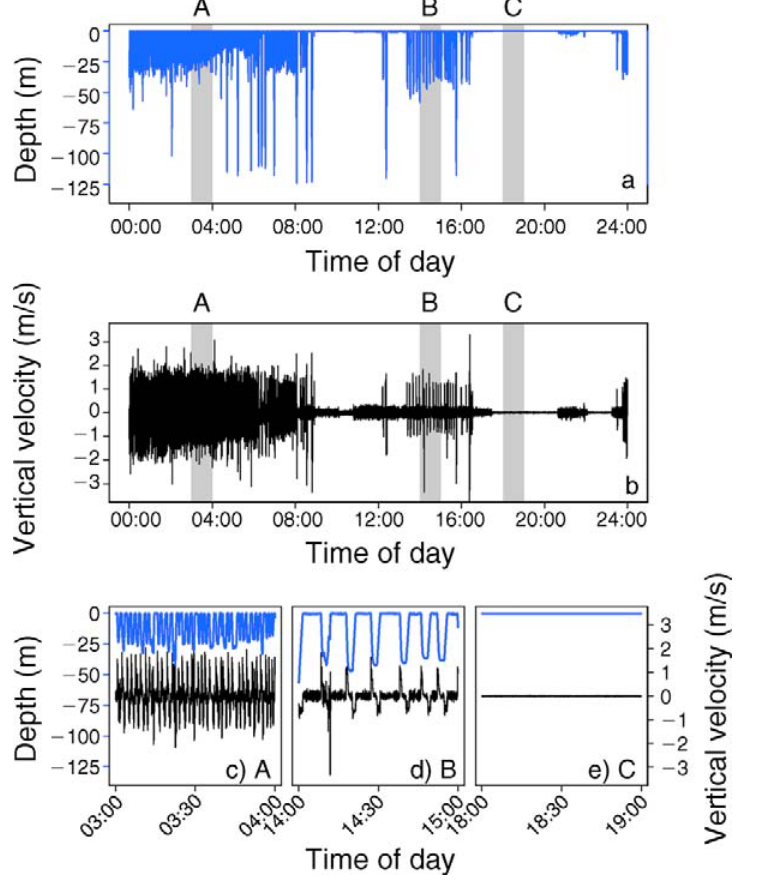 A B C
0
−25
−50
−75
−100
−125
Depth (m)
a
00:00 04:00 08:00 12:00 16:00 20:00 24:00
Time of day
A B C
3
2
1
0
−1
−2
−3
Vertical velocity (m/s)
b
00:00 04:00 08:00 12:00 16:00 20:00 24:00
Time of day
0
−25
−50
−75
−100
−125
Depth (m)
c) A d) B e) C
3
2
1
0
−1
−2
−3
Vertical velocity (m/s)
03:00 03:30 04:00 14:00 14:30 15:00 18:00 18:30 19:00
Time of day